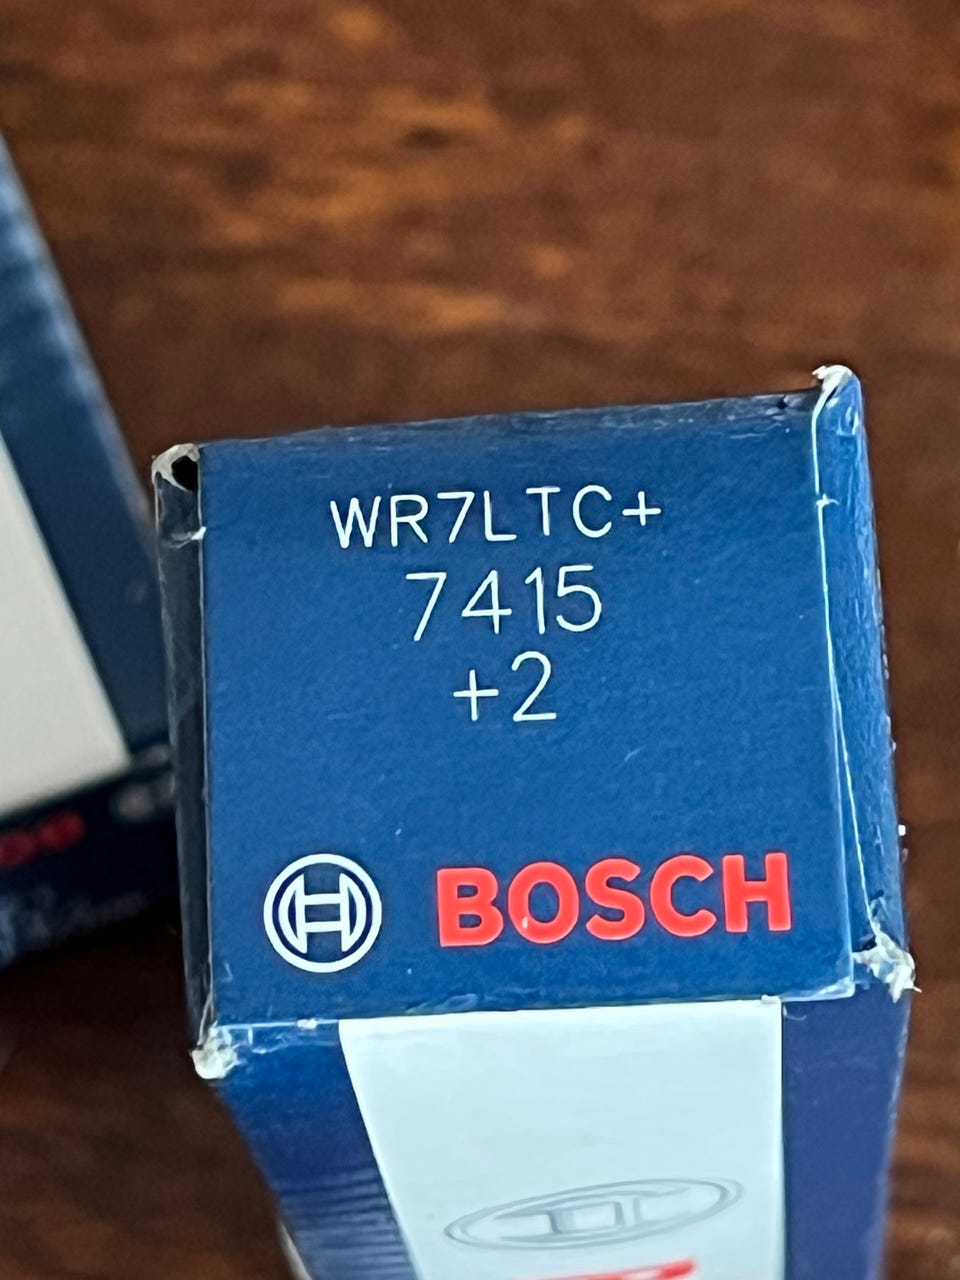 WR7LTC+
7415
+2
BOSCH